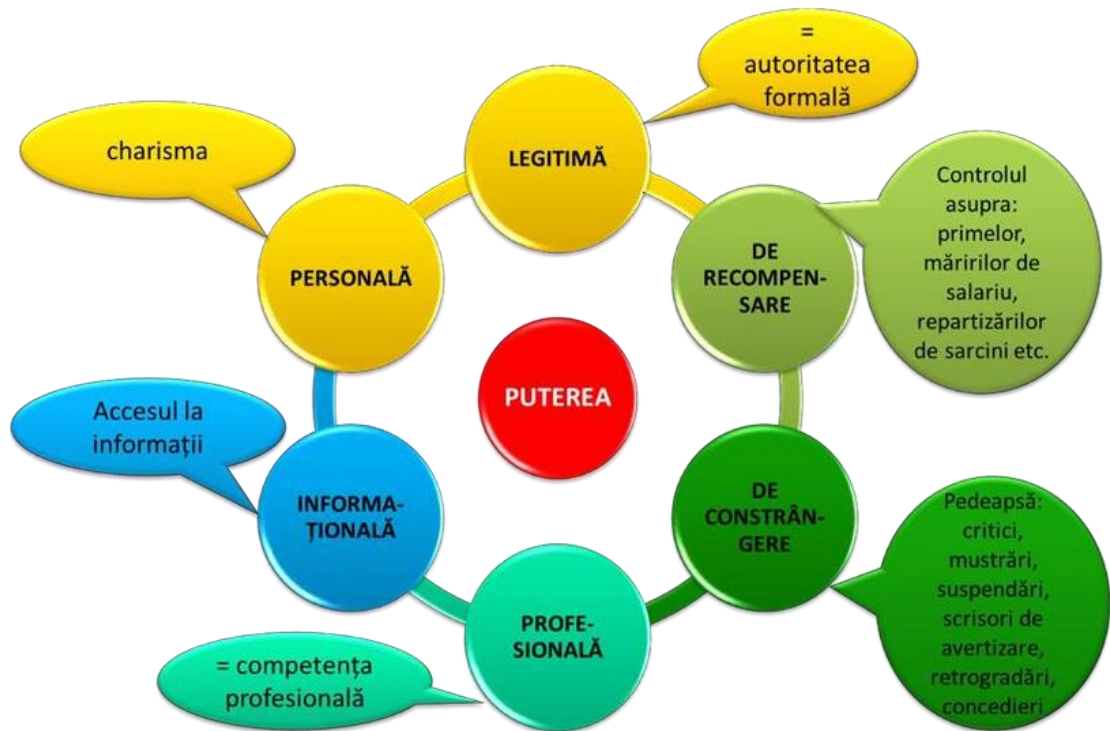 =
autoritatea
formală
LEGITIMĂ
charisma
PERSONALĂ
DE
RECOMPEN-
SARE
Controlul
asupra:
primelor,
măririlor de
salariu,
repartizărilor
de sarcini etc.
PUTEREA
Accesul la
informații
INFORMA-
ȚIONALĂ
DE
CONSTRÂN-
GERE
Pedeapsă:
critici,
mustrări,
suspendări,
scrisori de
avertizare,
retrogradări,
concedieri
PROFE-
SIONALĂ
= competența
profesională